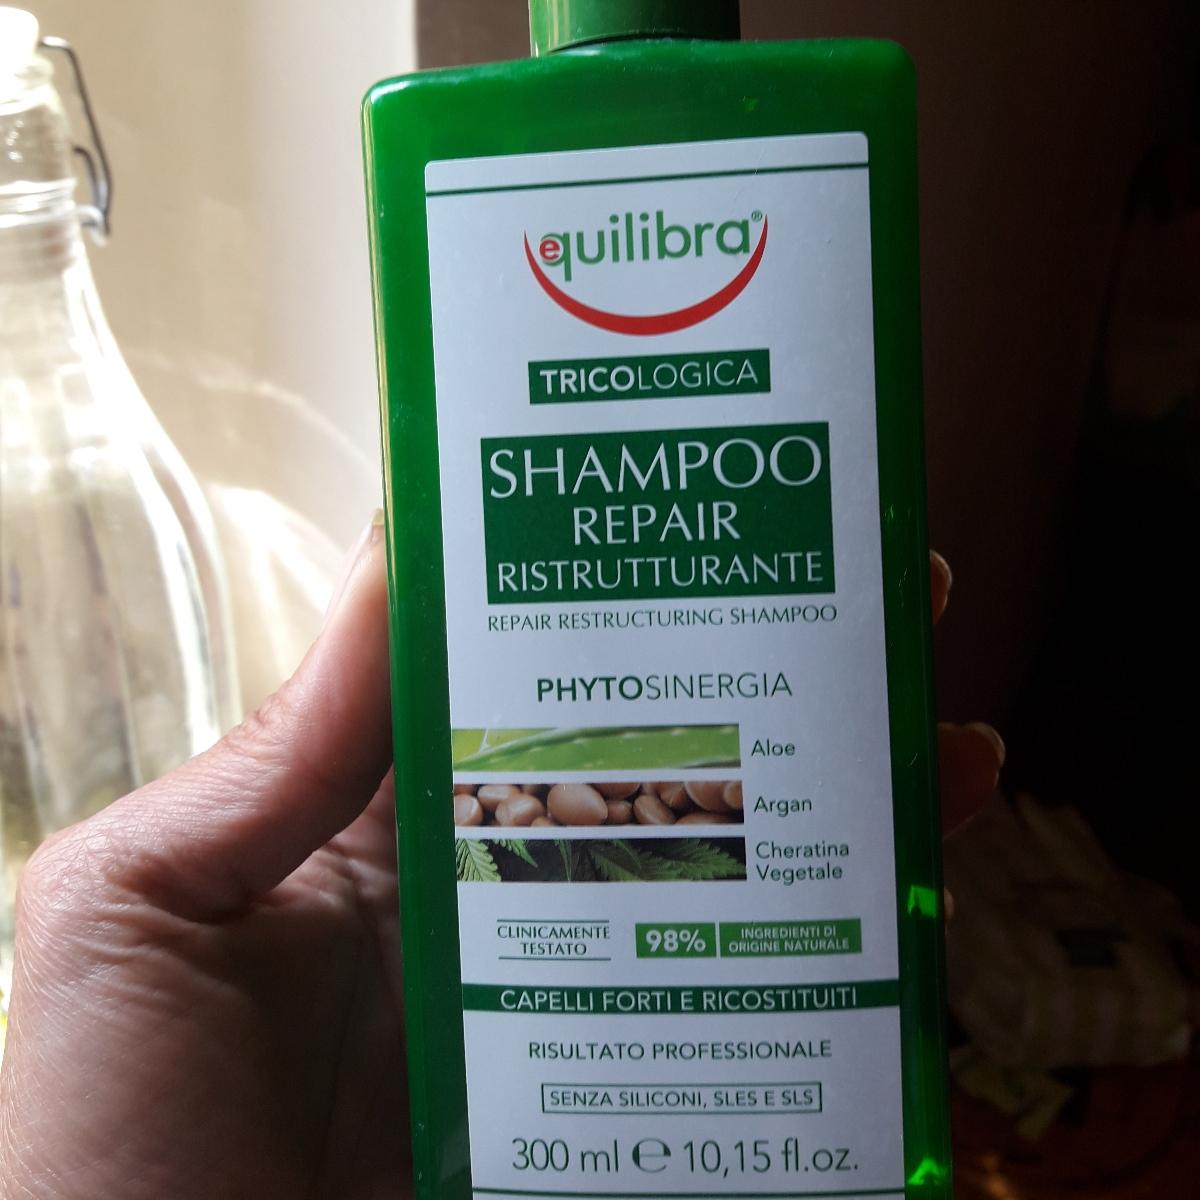 equilibra®
TRICOLOGICA
SHAMPOO
REPAIR
RISTRUTTURANTE
REPAIR RESTRUCTURING SHAMPOO
PHYTOSINERGIA
Aloe
Argan
Cheratina
Vegetale
CLINICAMENTE
TESTATO
98%
INGREDIENTI DI
ORIGINE NATURALE
CAPELLI FORTI E RICOSTITUITI
RISULTATO PROFESSIONALE
SENZA SILICONI, SLES E SLS
300 ml ℮ 10,15 fl.oz.